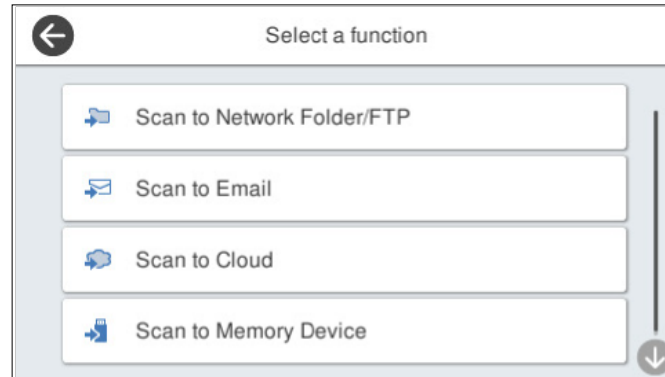 Select a function
Scan to Network Folder/FTP
Scan to Email
Scan to Cloud
Scan to Memory Device